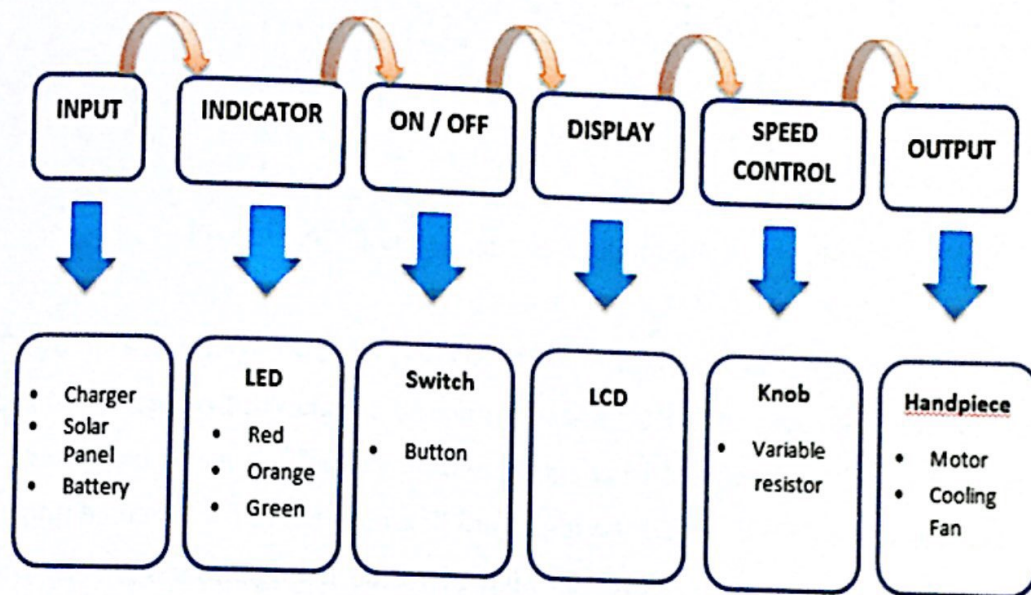 INPUT
INDICATOR
ON / OFF
DISPLAY
SPEED
CONTROL
OUTPUT
• Charger
• Solar
Panel
• Battery
LED
• Red
• Orange
• Green
Switch
• Button
LCD
Knob
• Variable
resistor
Handpiece
• Motor
• Cooling
Fan